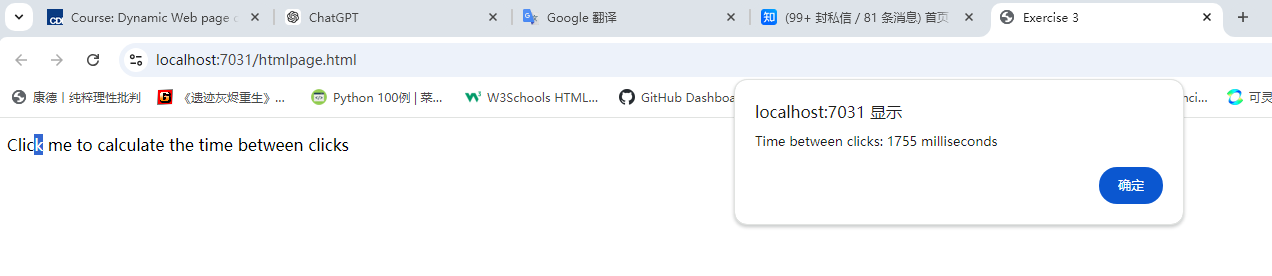 Course: Dynamic Web page
ChatGPT
Google 翻译
(99+ 封私信 / 81 条消息) 首页
Exercise 3
localhost:7031/htmlpage.html
康德丨纯粹理性批判
《遗迹灰烬重生》...
Python 100例 | 菜...
W3Schools HTML...
GitHub Dashboa
nci...
可灵
Click me to calculate the time between clicks
localhost:7031 显示
Time between clicks: 1755 milliseconds
确定